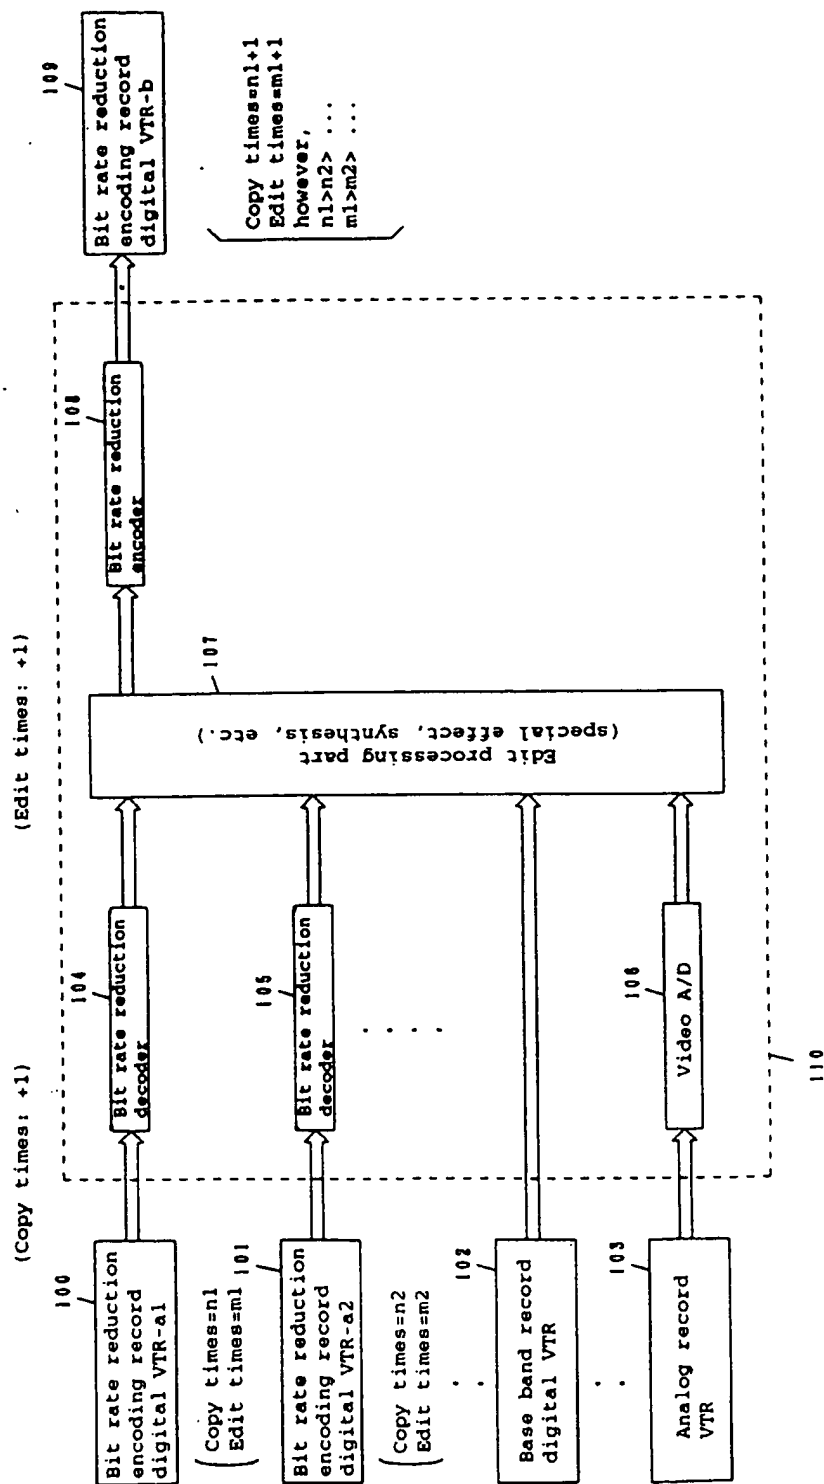 (Copy times: +1)
(Edit times: +1)
100
Bit rate reduction
encoding record
digital VTR-a1
(Copy times=n1
Edit times=m1
104
Bit rate reduction
decoder
101
Bit rate reduction
encoding record
digital VTR-a2
(Copy times=n2
Edit times=m2
105
Bit rate reduction
decoder
. . . .
. .
102
Base band record
digital VTR
. .
103
Analog record
VTR
106
Video A/D
107
Edit processing part
(special effect, synthesis, etc.)
108
Bit rate reduction
encoder
109
Bit rate reduction
encoding record
digital VTR-b
(Copy times=n1+1
Edit times=m1+1
however,
n1>n2> ...
m1>m2> ...
110